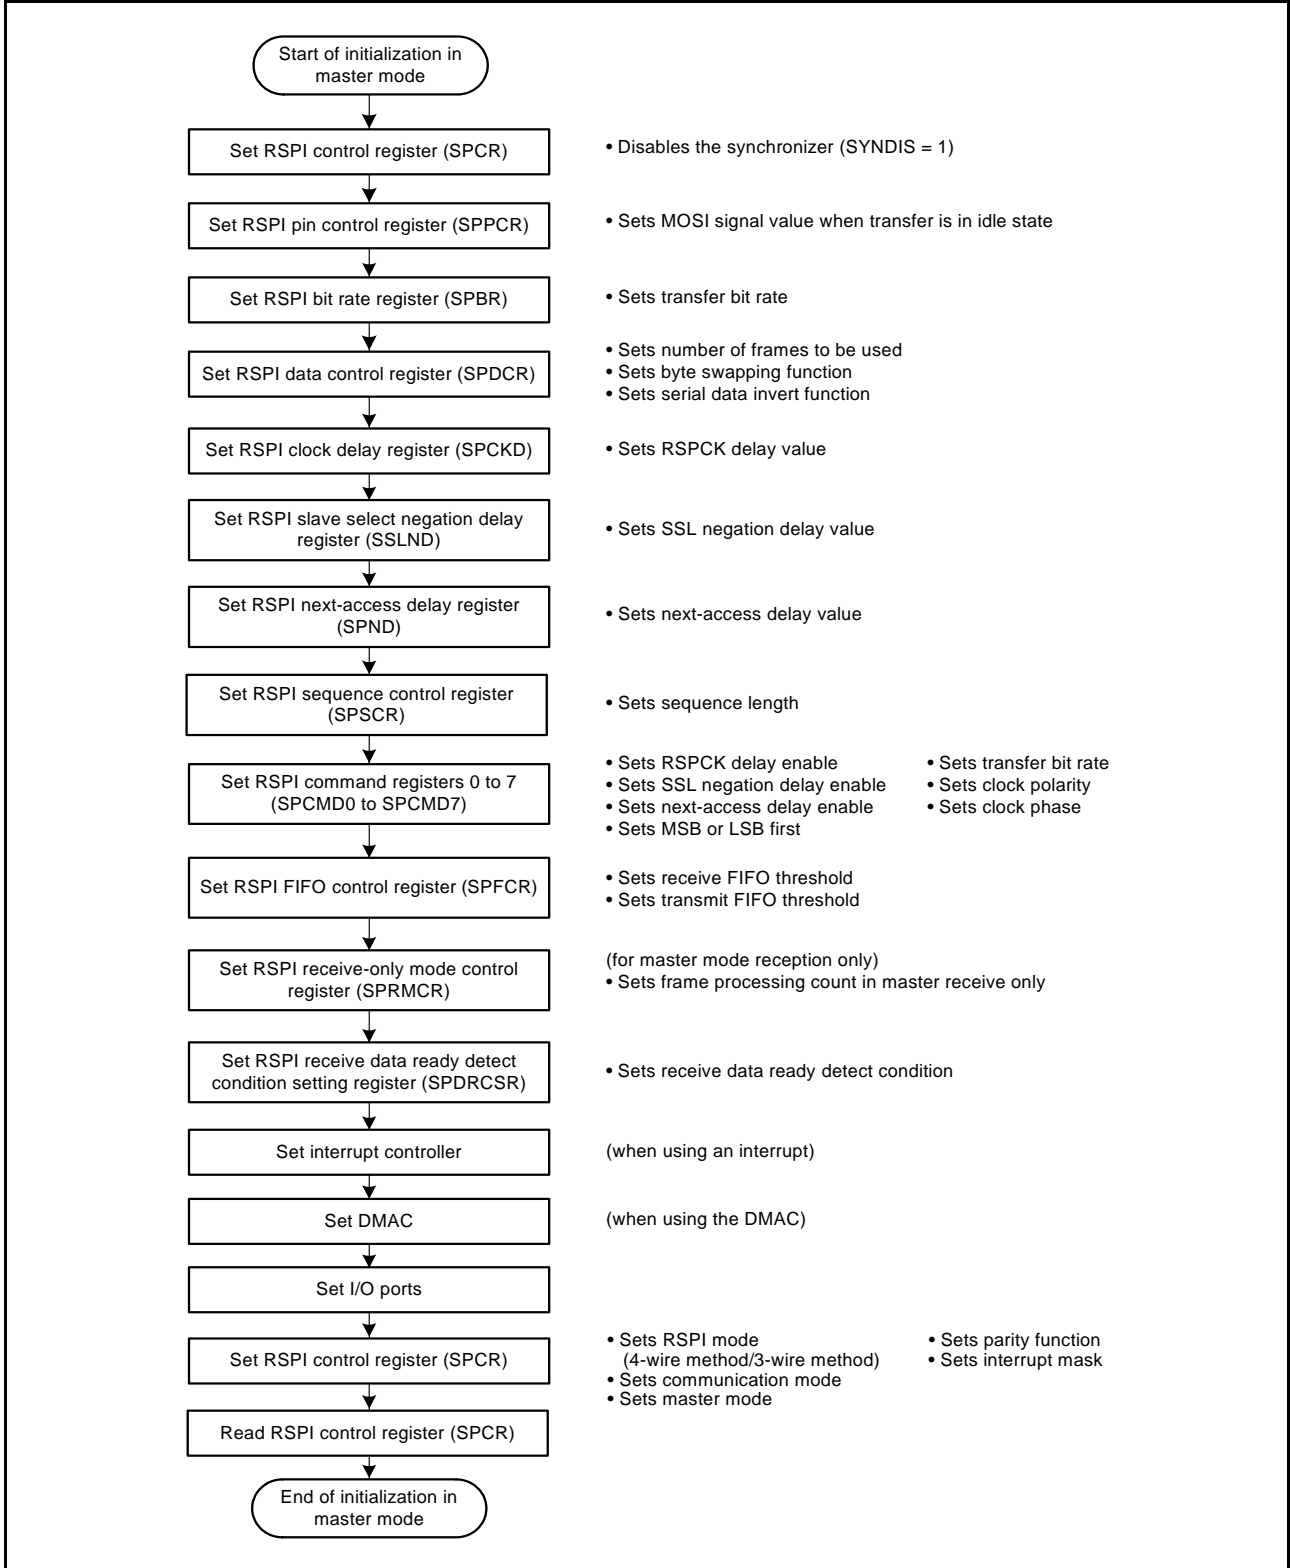 Start of initialization in
master mode
Set RSPI control register (SPCR)
• Disables the synchronizer (SYNDIS = 1)
Set RSPI pin control register (SPPCR)
• Sets MOSI signal value when transfer is in idle state
Set RSPI bit rate register (SPBR)
• Sets transfer bit rate
Set RSPI data control register (SPDCR)
• Sets number of frames to be used
• Sets byte swapping function
• Sets serial data invert function
Set RSPI clock delay register (SPCKD)
• Sets RSPCK delay value
Set RSPI slave select negation delay
register (SSLND)
• Sets SSL negation delay value
Set RSPI next-access delay register
(SPND)
• Sets next-access delay value
Set RSPI sequence control register
(SPSCR)
• Sets sequence length
Set RSPI command registers 0 to 7
(SPCMD0 to SPCMD7)
• Sets RSPCK delay enable
• Sets SSL negation delay enable
• Sets next-access delay enable
• Sets MSB or LSB first
• Sets transfer bit rate
• Sets clock polarity
• Sets clock phase
Set RSPI FIFO control register (SPFCR)
• Sets receive FIFO threshold
• Sets transmit FIFO threshold
Set RSPI receive-only mode control
register (SPRMCR)
(for master mode reception only)
• Sets frame processing count in master receive only
Set RSPI receive data ready detect
condition setting register (SPDRCSR)
• Sets receive data ready detect condition
Set interrupt controller
(when using an interrupt)
Set DMAC
(when using the DMAC)
Set I/O ports
Set RSPI control register (SPCR)
• Sets RSPI mode
(4-wire method/3-wire method)
• Sets communication mode
• Sets master mode
• Sets parity function
• Sets interrupt mask
Read RSPI control register (SPCR)
End of initialization in
master mode